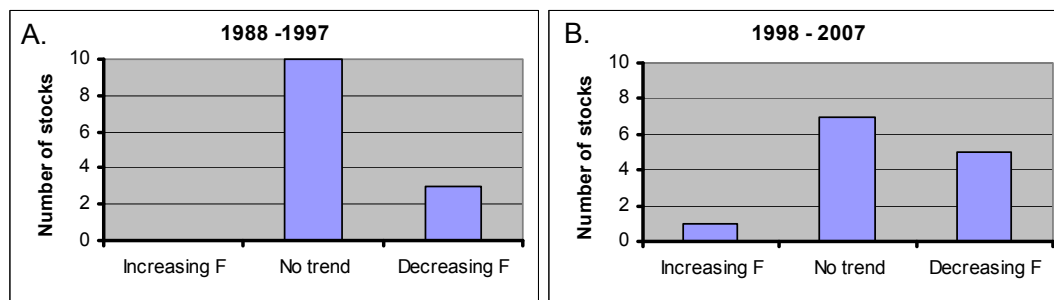 A.
1988 -1997
Number of stocks
10
8
6
4
2
0
Increasing F
No trend
Decreasing F
B.
1998 - 2007
Number of stocks
10
8
6
4
2
0
Increasing F
No trend
Decreasing F